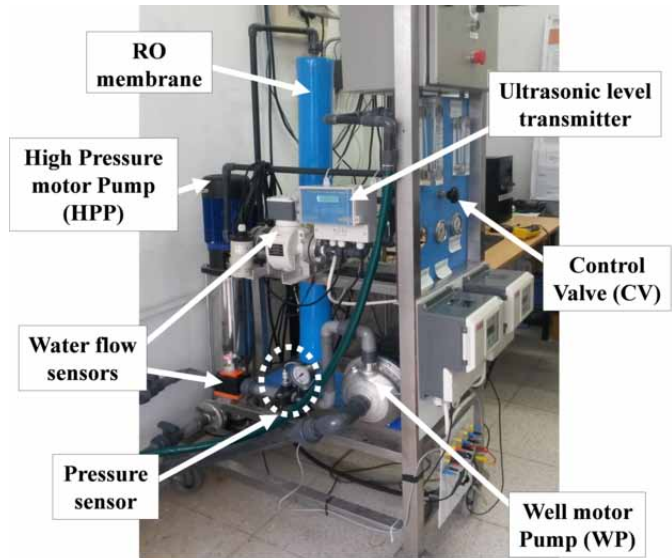 RO
membrane
Ultrasonic level
transmitter
High Pressure
motor Pump
(HPP)
Control
Valve (CV)
Water flow
sensors
Pressure
sensor
Well motor
Pump (WP)